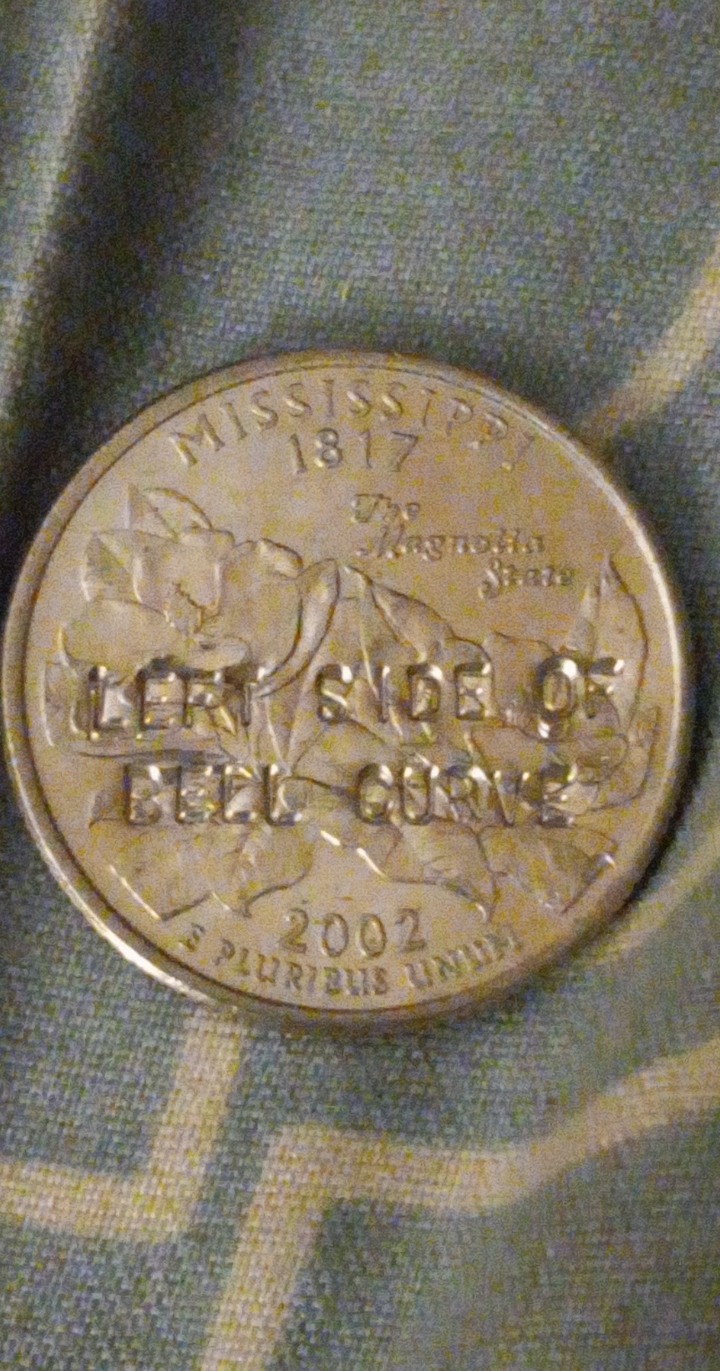 MISSISSIPPI
1817
The
Magnolia
State
LEFT SIDE OF
BELL CURVE
2002
E PLURIBUS UNUM